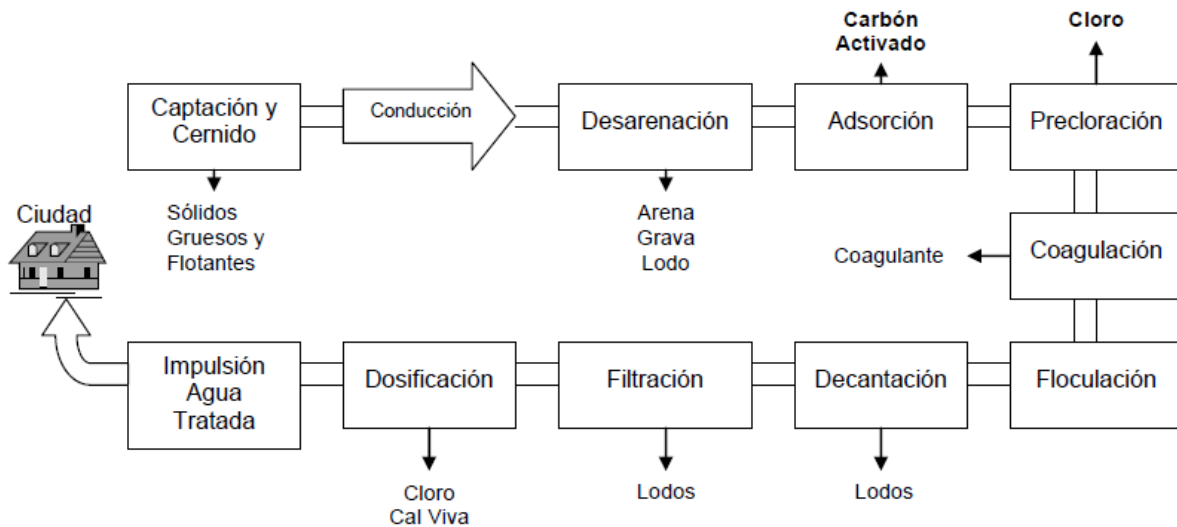 Carbón
Activado
Cloro
Captación y
Cernido
Conducción
Desarenación
Adsorción
Precloración
Sólidos
Gruesos y
Flotantes
Arena
Grava
Lodo
Coagulante
Coagulación
Ciudad
Impulsión
Agua
Tratada
Dosificación
Filtración
Decantación
Floculación
Cloro
Cal Viva
Lodos
Lodos